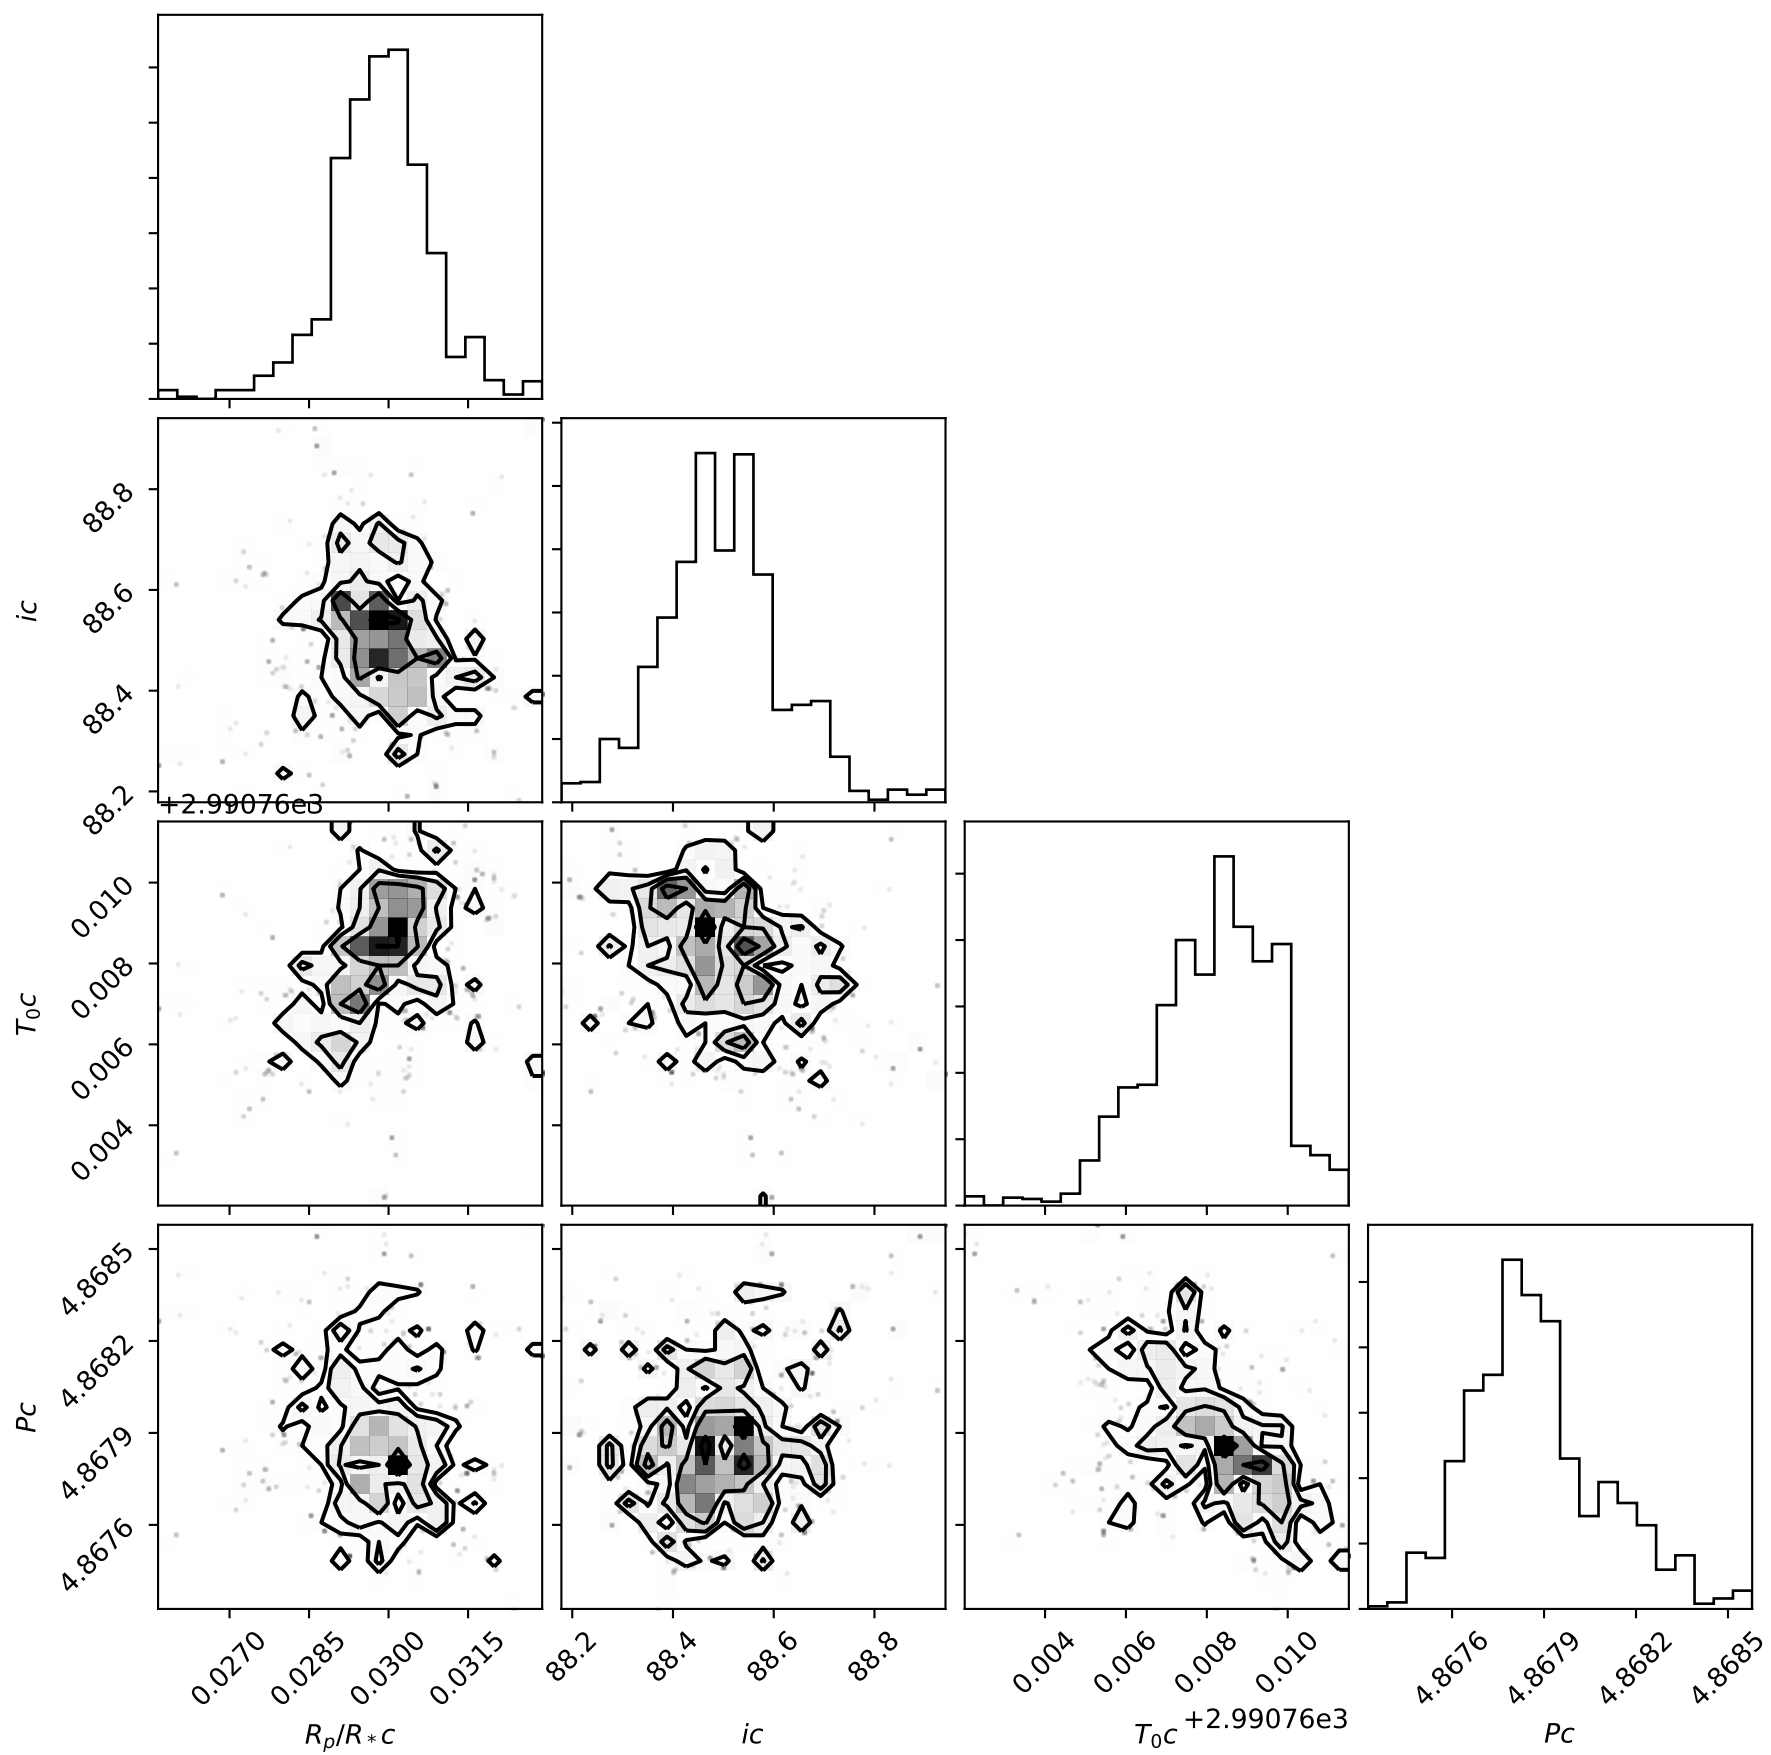 ic
88.8
88.6
88.4
88.2
+2.99076e3
T₀c
0.010
0.008
0.006
0.004
Pc
4.8685
4.8682
4.8679
4.8676
0.0270 0.0285 0.0300 0.0315
88.2 88.4 88.6 88.8
0.004 0.006 0.008 0.010
4.8676 4.8679 4.8682 4.8685
Rₚ/R*c
ic
T₀c +2.99076e3
Pc